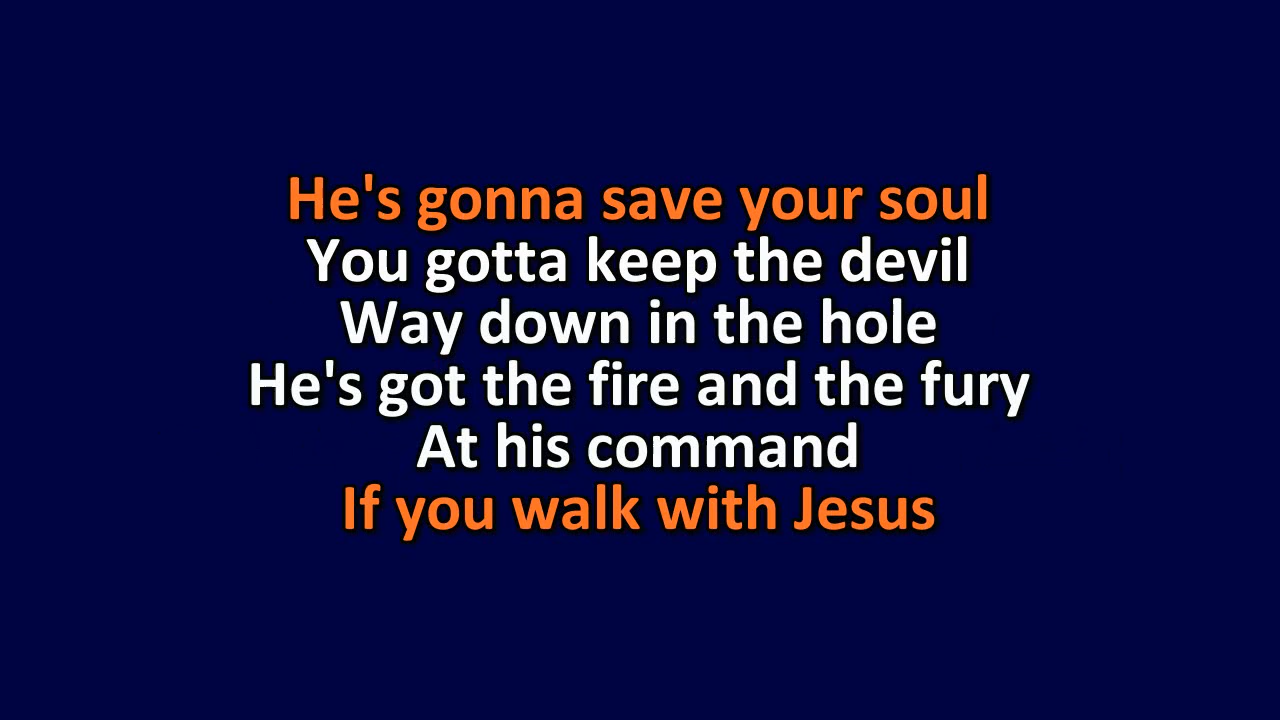 He's gonna save your soul
You gotta keep the devil
Way down in the hole
He's got the fire and the fury
At his command
If you walk with Jesus